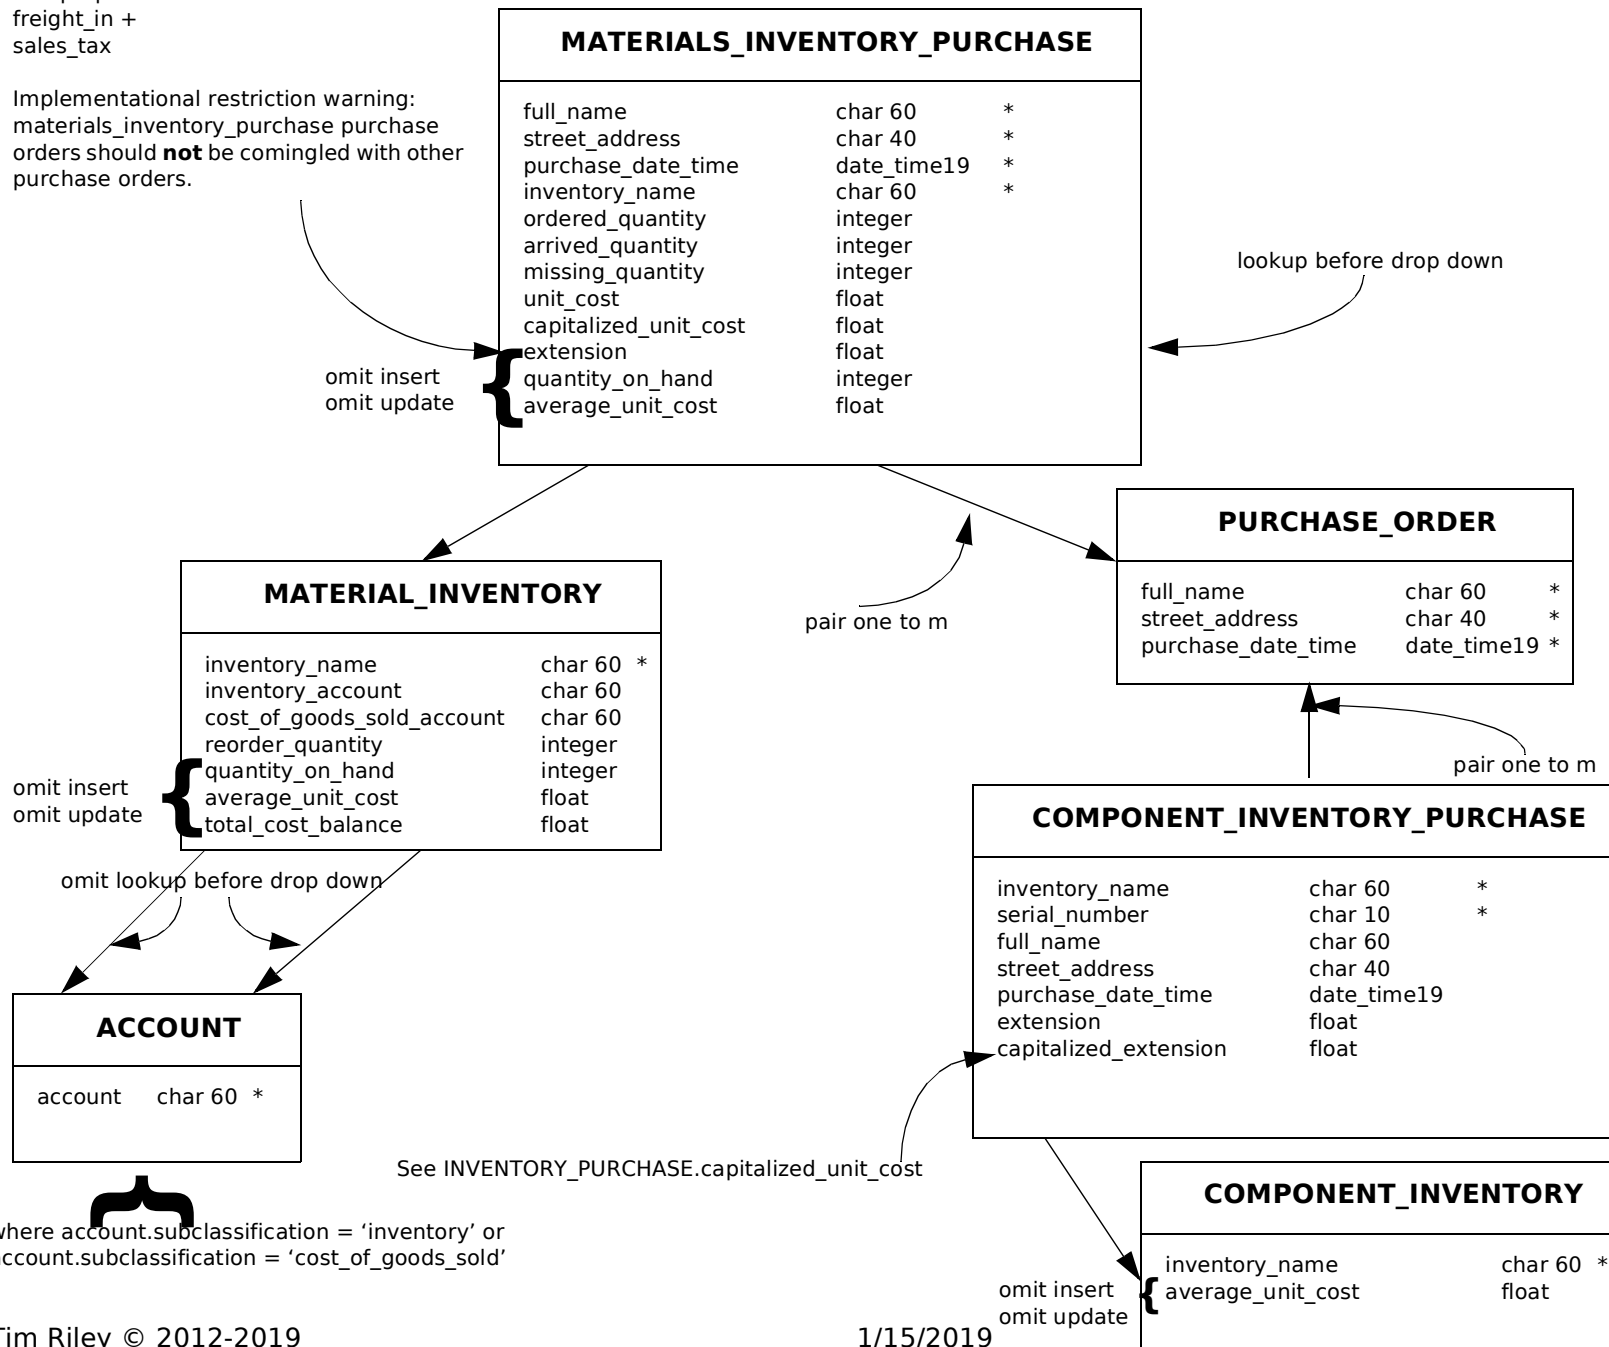 freight_in +
sales_tax
Implementational restriction warning:
materials_inventory_purchase purchase
orders should not be comingled with other
purchase orders.
MATERIALS_INVENTORY_PURCHASE
full_name char 60 *
street_address char 40 *
purchase_date_time date_time19 *
inventory_name char 60 *
ordered_quantity integer
arrived_quantity integer
missing_quantity integer
unit_cost float
capitalized_unit_cost float
extension float
quantity_on_hand integer
average_unit_cost float
omit insert
omit update
lookup before drop down
pair one to m
PURCHASE_ORDER
full_name char 60 *
street_address char 40 *
purchase_date_time date_time19 *
pair one to m
MATERIAL_INVENTORY
inventory_name char 60 *
inventory_account char 60
cost_of_goods_sold_account char 60
reorder_quantity integer
quantity_on_hand integer
average_unit_cost float
total_cost_balance float
omit insert
omit update
omit lookup before drop down
ACCOUNT
account char 60 *
where account.subclassification = ‘inventory’ or
account.subclassification = ‘cost_of_goods_sold’
COMPONENT_INVENTORY_PURCHASE
inventory_name char 60 *
serial_number char 10 *
full_name char 60
street_address char 40
purchase_date_time date_time19
extension float
capitalized_extension float
See INVENTORY_PURCHASE.capitalized_unit_cost
COMPONENT_INVENTORY
inventory_name char 60 *
average_unit_cost float
omit insert
omit update
Tim Riley © 2012-2019
1/15/2019